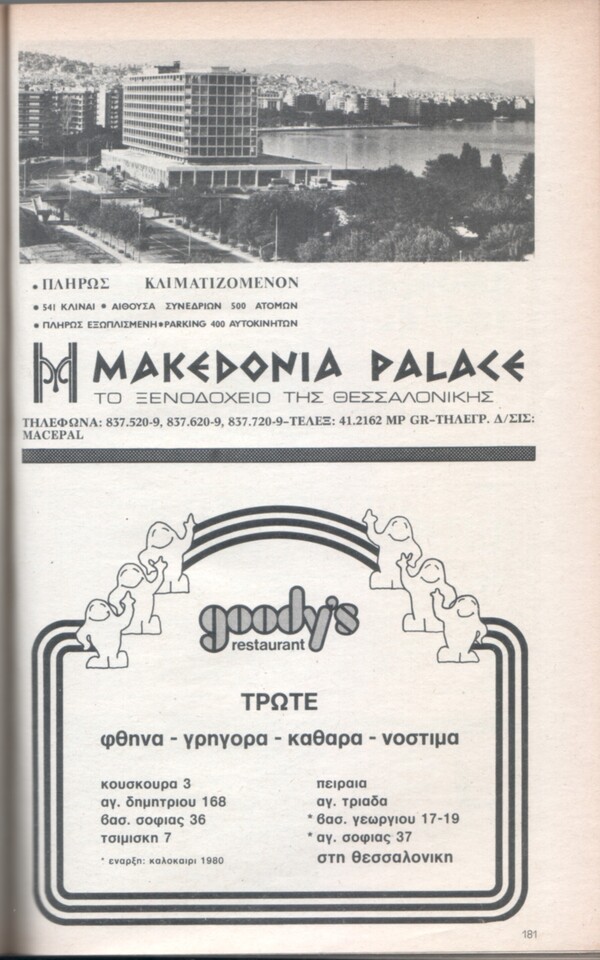 • ΠΛΗΡΩΣ ΚΛΙΜΑΤΙΖΟΜΕΝΟΝ
• 541 ΚΛΙΝΑΙ • ΑΙΘΟΥΣΑ ΣΥΝΕΔΡΙΩΝ 500 ΑΤΟΜΩΝ
• ΠΛΗΡΩΣ ΕΞΩΠΛΙΣΜΕΝΗ • PARKING 400 ΑΥΤΟΚΙΝΗΤΩΝ
MAKEDONIA PALACE
ΤΟ ΞΕΝΟΔΟΧΕΙΟ ΤΗΣ ΘΕΣΣΑΛΟΝΙΚΗΣ
ΤΗΛΕΦΩΝΑ: 837.520-9, 837.620-9, 837.720-9–ΤΕΛΕΞ: 41.2162 MP GR–ΤΗΛΕΓΡ. Δ/ΣΙΣ:
MACEPAL
goody's
restaurant
ΤΡΩΤΕ
φθηνα - γρηγορα - καθαρα - νοστιμα
κουσκουρα 3
αγ. δημητριου 168
βασ. σοφιας 36
τσιμισκη 7
* εναρξη: καλοκαιρι 1980
πειραια
αγ. τριαδα
* βασ. γεωργιου 17-19
* αγ. σοφιας 37
στη θεσσαλονικη
181